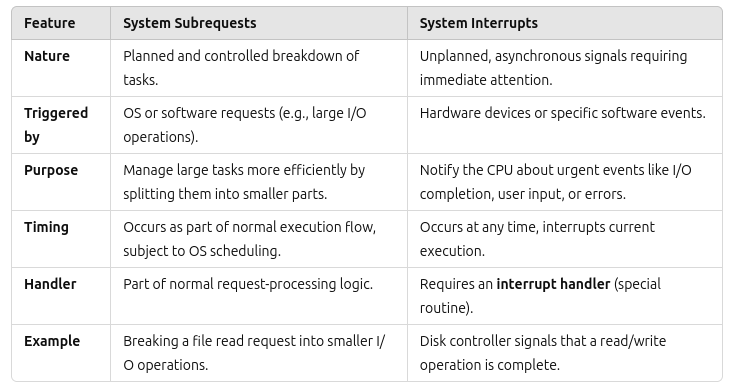 Feature System Subrequests System Interrupts
Nature Planned and controlled breakdown of Unplanned, asynchronous signals requiring
tasks. immediate attention.
Triggered OS or software requests (e.g., large I/O Hardware devices or specific software events.
by operations).
Purpose Manage large tasks more efficiently by Notify the CPU about urgent events like I/O
splitting them into smaller parts. completion, user input, or errors.
Timing Occurs as part of normal execution flow, Occurs at any time, interrupts current
subject to OS scheduling. execution.
Handler Part of normal request-processing logic. Requires an interrupt handler (special
routine).
Example Breaking a file read request into smaller I/ Disk controller signals that a read/write
O operations. operation is complete.